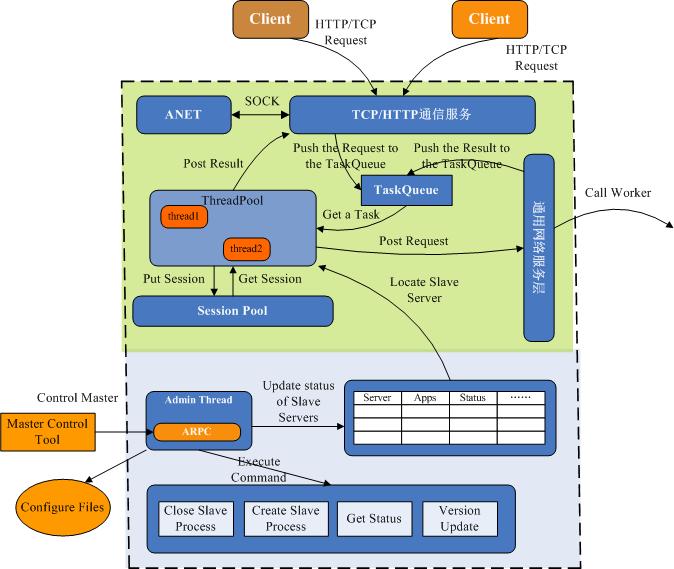 Client
Client
HTTP/TCP
Request
HTTP/TCP
Request
ANET
SOCK
TCP/HTTP通信服务
Post Result
Push the Request to
the TaskQueue
Push the Result to
the TaskQueue
TaskQueue
Call Worker
ThreadPool
thread1
thread2
Get a Task
Post Request
通用网络服务层
Put Session
Get Session
Locate Slave
Server
Session Pool
Control Master
Master Control
Tool
Admin Thread
ARPC
Update status
of Slave
Servers
Server
Apps
Status
······
Execute
Command
Configure Files
Close Slave
Process
Create Slave
Process
Get Status
Version
Update